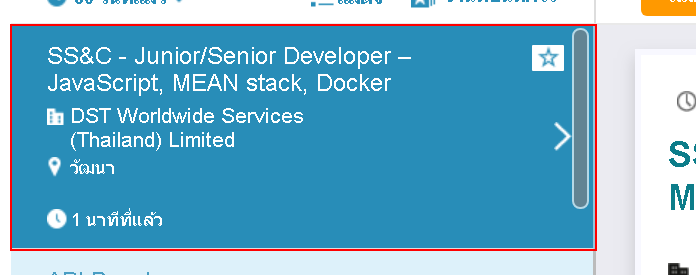 SS&C - Junior/Senior Developer –
JavaScript, MEAN stack, Docker
DST Worldwide Services
(Thailand) Limited
วัฒนา
1 นาทีที่แล้ว